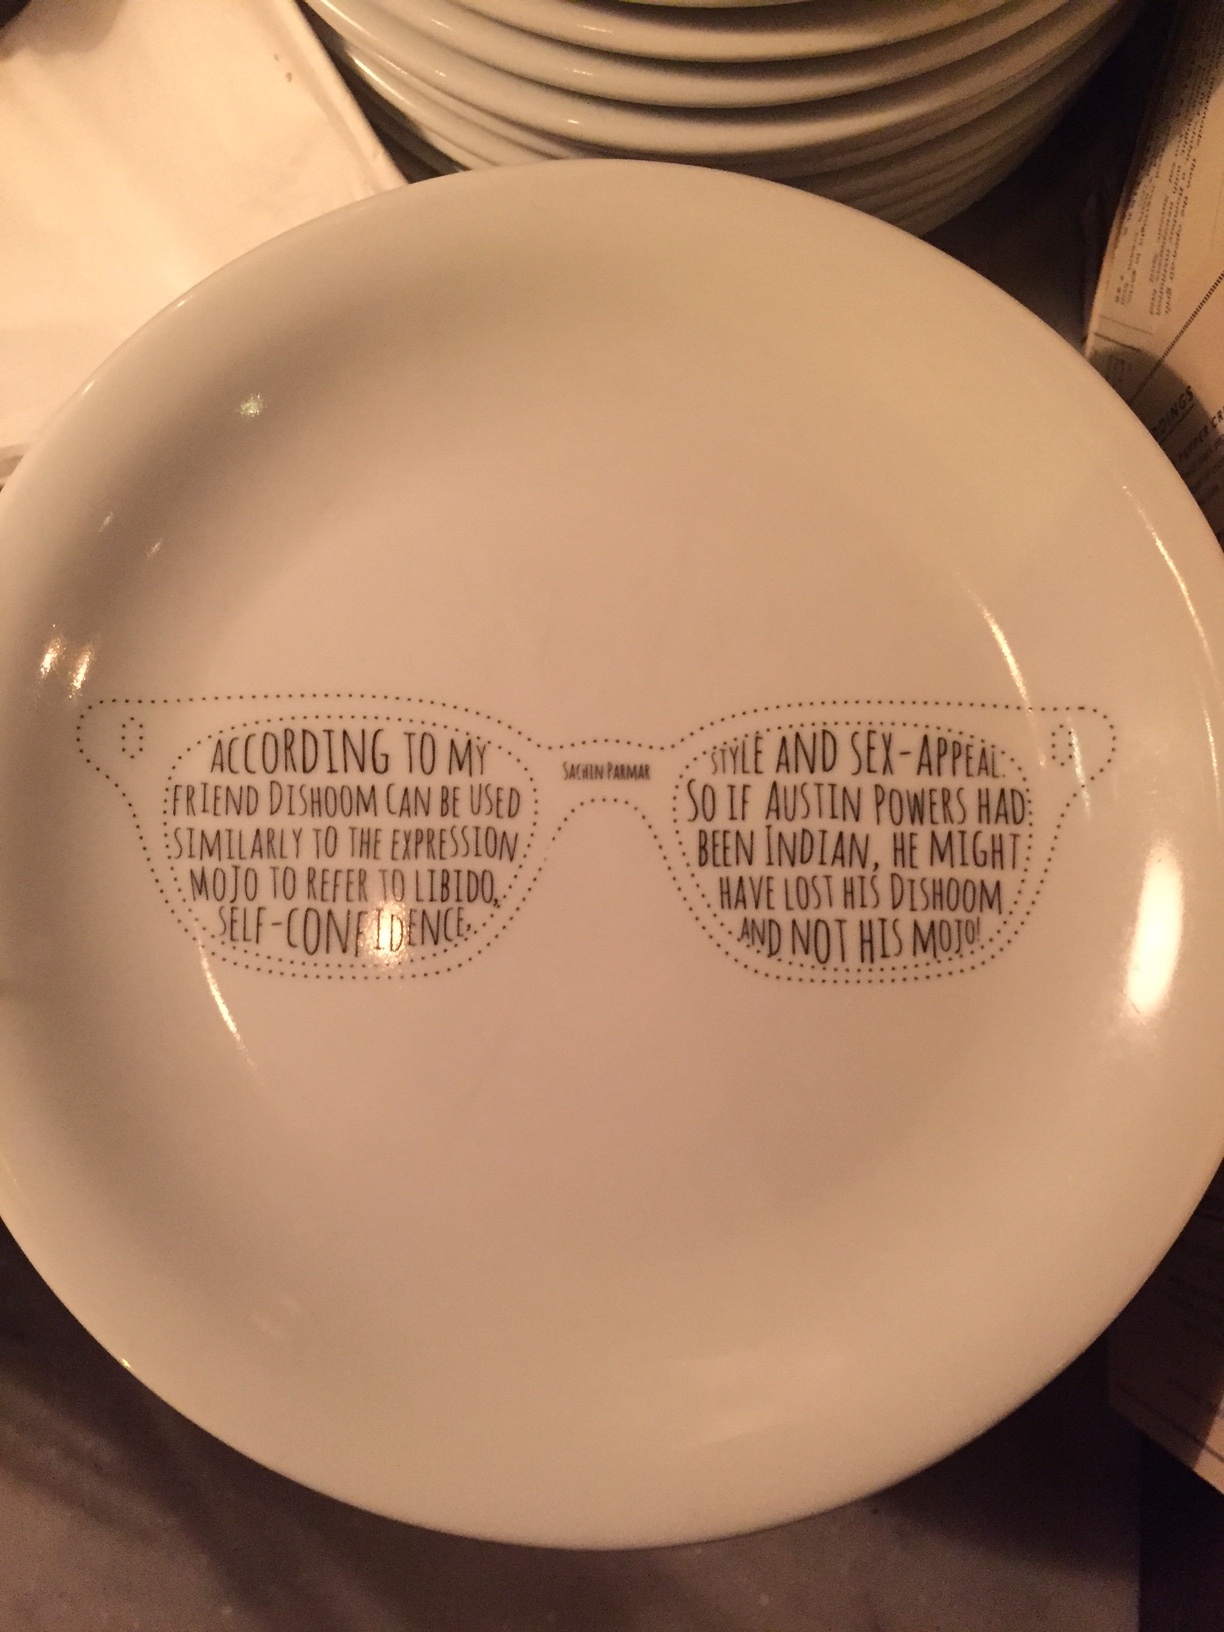 ACCORDING TO MY
FRIEND DISHOOM CAN BE USED
SIMILARLY TO THE EXPRESSION
MOJO TO REFER TO LIBIDO,
SELF-CONFIDENCE,
SACHIN PARMAR
STYLE AND SEX-APPEAL.
SO IF AUSTIN POWERS HAD
BEEN INDIAN, HE MIGHT
HAVE LOST HIS DISHOOM
AND NOT HIS MOJO!